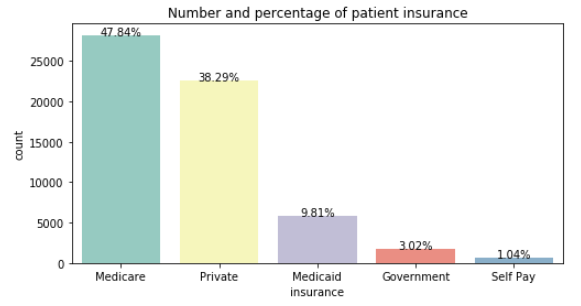 Number and percentage of patient insurance
47.84%
38.29%
9.81%
3.02%
1.04%
25000
20000
15000
10000
5000
0
count
Medicare Private Medicaid Government Self Pay
insurance